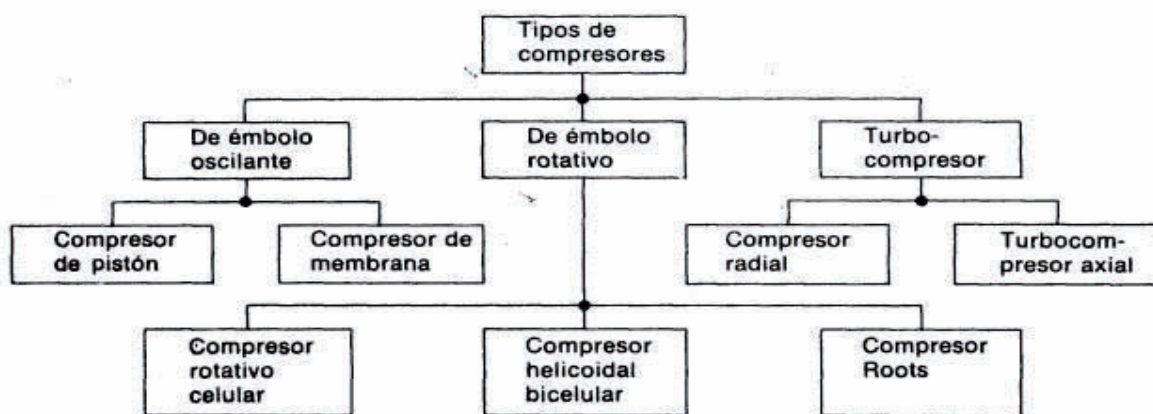 Tipos de
compresores
De émbolo
oscilante
De émbolo
rotativo
Turbo-
compresor
Compresor
de pistón
Compresor de
membrana
Compresor
radial
Turbocom-
presor axial
Compresor
rotativo
celular
Compresor
helicoidal
bicelular
Compresor
Roots